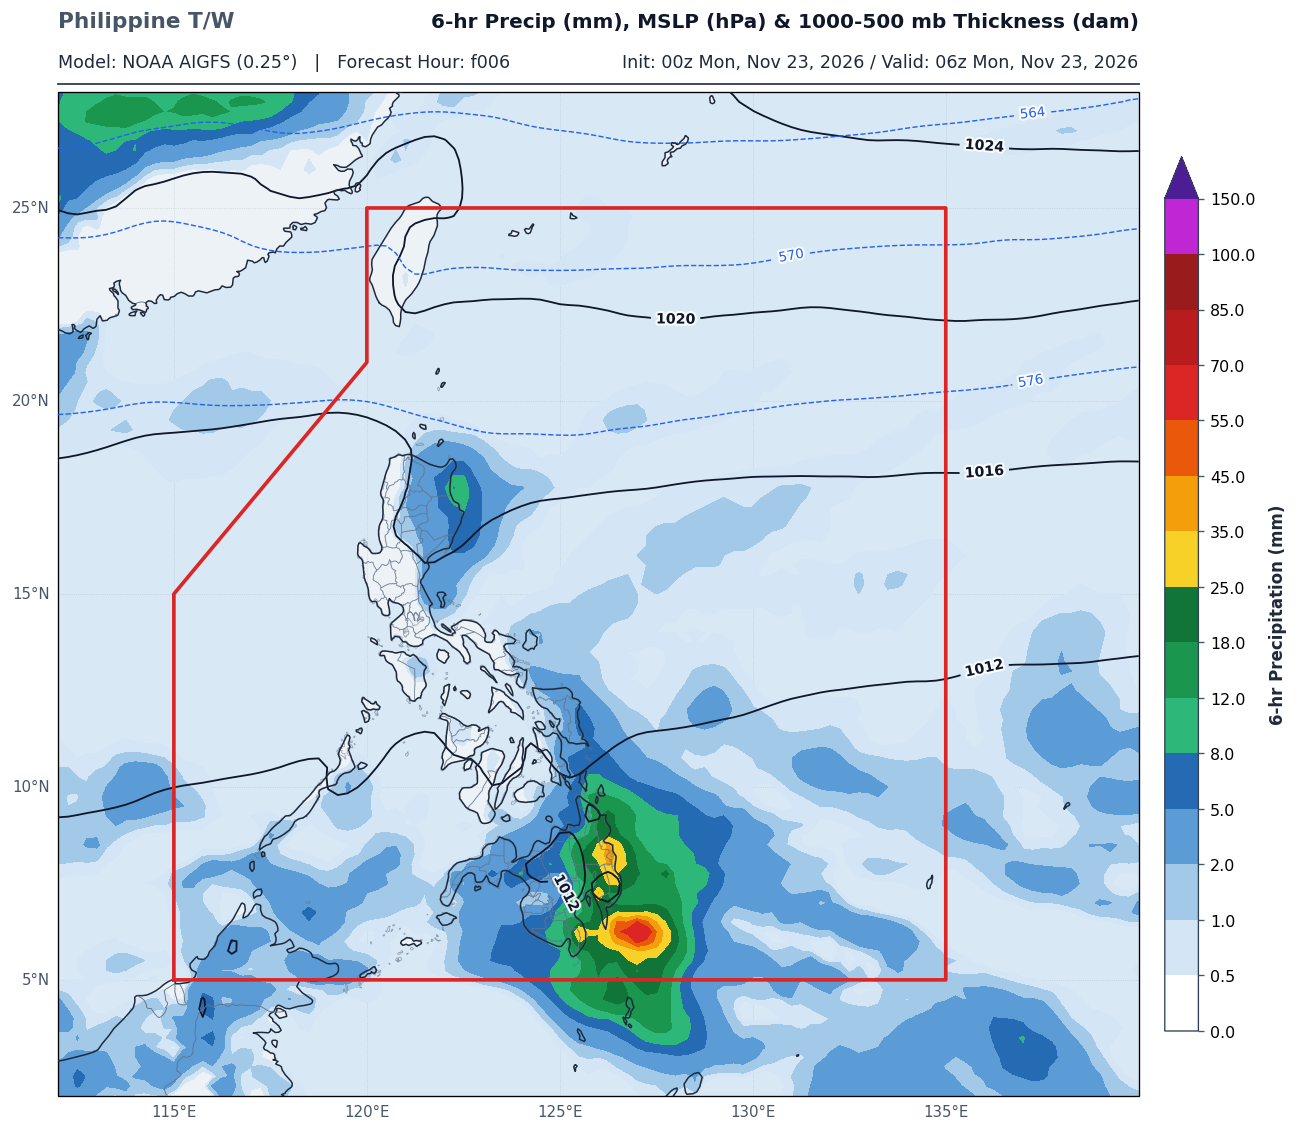 Philippine T/W
6-hr Precip (mm), MSLP (hPa) & 1000-500 mb Thickness (dam)
Model: NOAA AIGFS (0.25°) | Forecast Hour: f006
Init: 00z Mon, Nov 23, 2026 / Valid: 06z Mon, Nov 23, 2026
564
1024
25°N
570
1020
576
20°N
1016
15°N
1012
10°N
1012
5°N
115°E
120°E
125°E
130°E
135°E
150.0
100.0
85.0
70.0
55.0
45.0
35.0
25.0
18.0
12.0
8.0
5.0
2.0
1.0
0.5
0.0
6-hr Precipitation (mm)